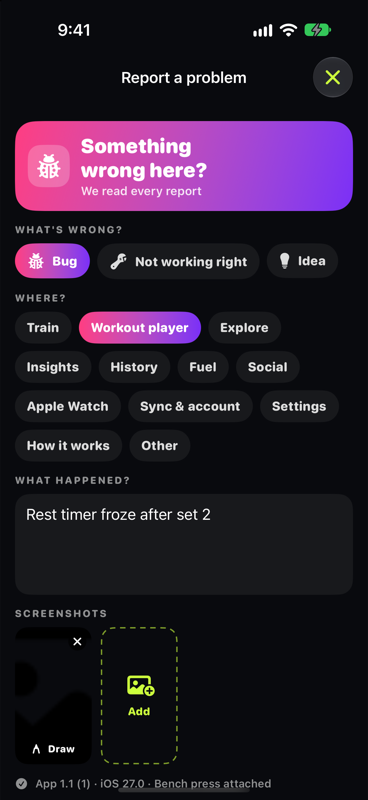 9:41
Report a problem
Something
wrong here?
We read every report
WHAT'S WRONG?
Bug
Not working right
Idea
WHERE?
Train
Workout player
Explore
Insights
History
Fuel
Social
Apple Watch
Sync & account
Settings
How it works
Other
WHAT HAPPENED?
Rest timer froze after set 2
SCREENSHOTS
Draw
Add
App 1.1 (1) · iOS 27.0 · Bench press attached